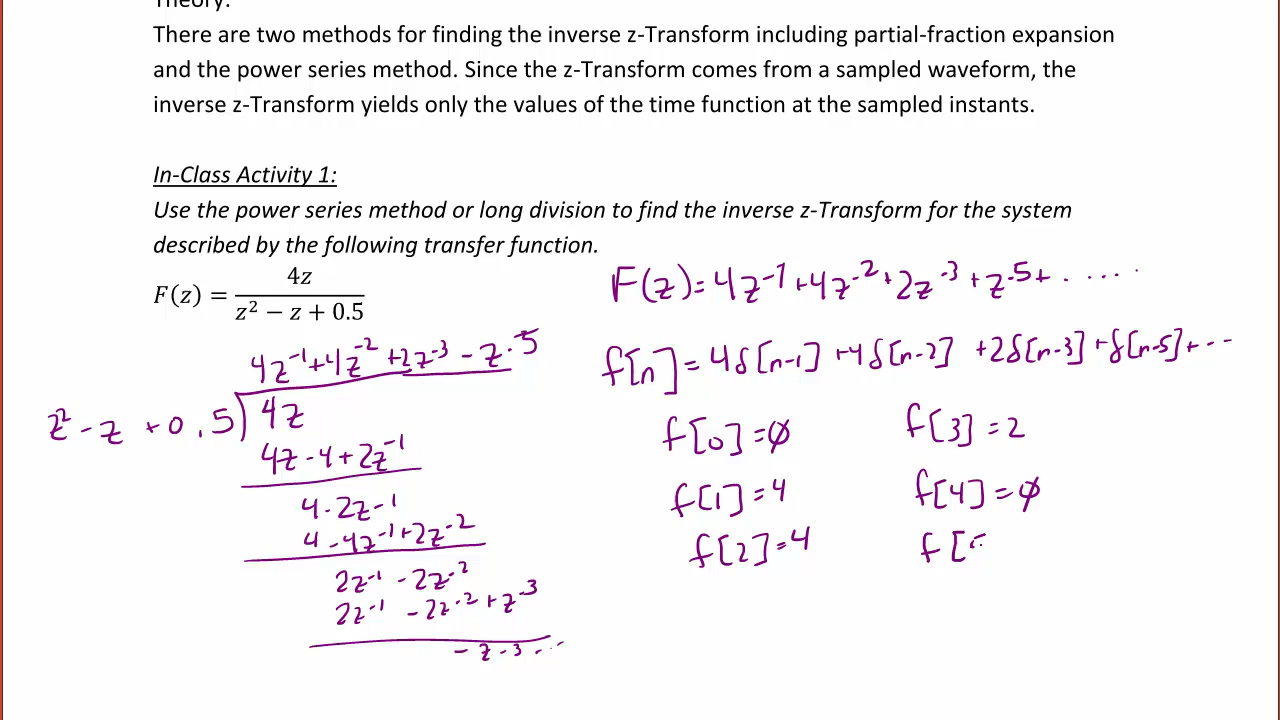 Theory:
There are two methods for finding the inverse z-Transform including partial-fraction expansion
and the power series method. Since the z-Transform comes from a sampled waveform, the
inverse z-Transform yields only the values of the time function at the sampled instants.
In-Class Activity 1:
Use the power series method or long division to find the inverse z-Transform for the system
described by the following transfer function.
F(z) = 4z / (z² − z + 0.5)
4z⁻¹ + 4z⁻² + 2z⁻³ − z⁻⁵
z² − z + 0.5 ) 4z
4z − 4 + 2z⁻¹
4 - 2z⁻¹
4 − 4z⁻¹ + 2z⁻²
2z⁻¹ − 2z⁻²
2z⁻¹ − 2z⁻² + z⁻³
− z⁻³ ...
F(z) = 4z⁻¹ + 4z⁻² + 2z⁻³ + z⁻⁵ + .....
f[n] = 4δ[n-1] + 4δ[n-2] + 2δ[n-3] + δ[n-5] + ...
f[0] = ∅
f[1] = 4
f[2] = 4
f[3] = 2
f[4] = ∅
f[